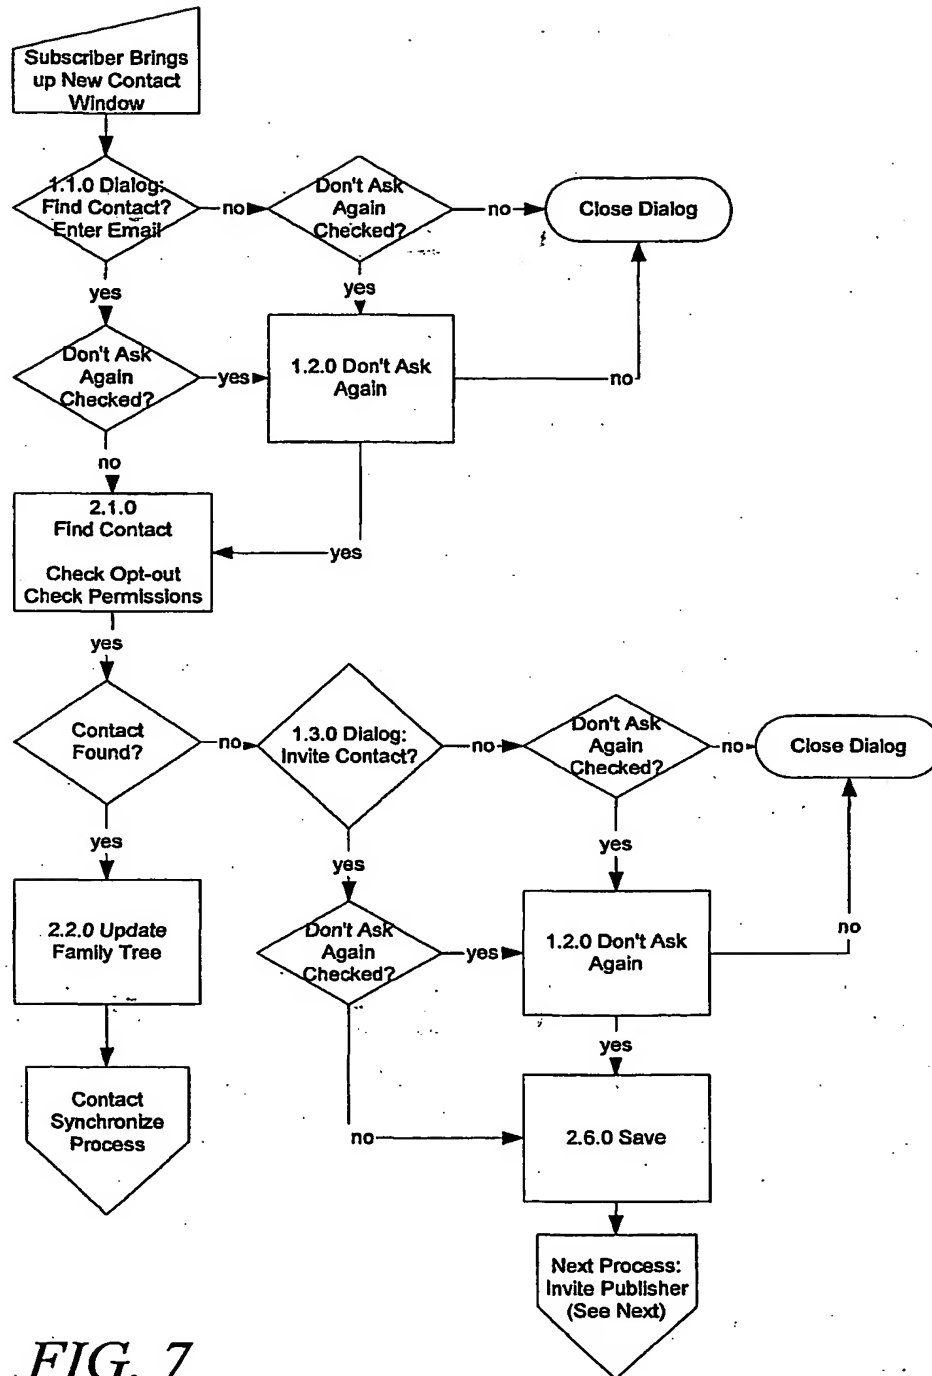 Subscriber Brings
up New Contact
Window
1.1.0 Dialog:
Find Contact?
Enter Email
no
Don't Ask
Again
Checked?
no
Close Dialog
yes
yes
Don't Ask
Again
Checked?
yes
1.2.0 Don't Ask
Again
no
no
2.1.0
Find Contact
Check Opt-out
Check Permissions
yes
yes
Contact
Found?
no
1.3.0 Dialog:
Invite Contact?
no
Don't Ask
Again
Checked?
no
Close Dialog
yes
yes
yes
2.2.0 Update
Family Tree
Don't Ask
Again
Checked?
yes
1.2.0 Don't Ask
Again
no
yes
Contact
Synchronize
Process
no
2.6.0 Save
Next Process:
Invite Publisher
(See Next)
FIG. 7